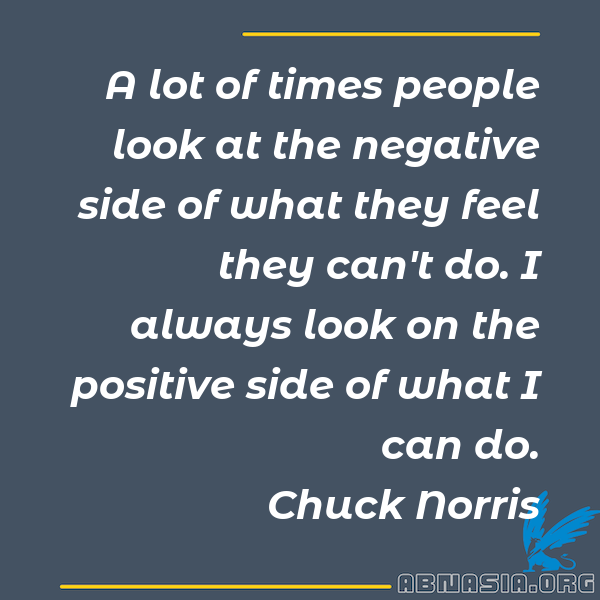 A lot of times people
look at the negative
side of what they feel
they can't do. I
always look on the
positive side of what I
can do.
Chuck Norris
ABNASIA.ORG